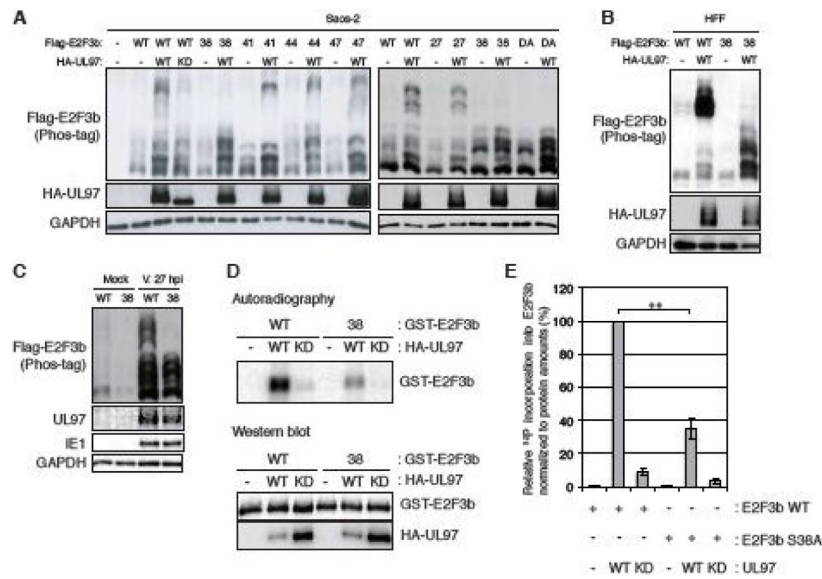 A
Saos-2
Flag-E2F3b: - WT WT WT 38 38 41 41 44 44 47 47 WT WT 27 27 38 38 DA DA
HA-UL97: - - WT KD - WT - WT - WT - WT - WT - WT - WT - WT
Flag-E2F3b
(Phos-tag)
HA-UL97
GAPDH
B
HFF
Flag-E2F3b: WT WT 38 38
HA-UL97: - WT - WT
Flag-E2F3b
(Phos-tag)
HA-UL97
GAPDH
C
Mock V. 27 hpi
WT 38 WT 38
Flag-E2F3b
(Phos-tag)
UL97
IE1
GAPDH
D
Autoradiography
WT 38 : GST-E2F3b
- WT KD - WT KD : HA-UL97
GST-E2F3b
Western blot
WT 38 : GST-E2F3b
- WT KD - WT KD : HA-UL97
GST-E2F3b
HA-UL97
E
Relative ³²P incorporation into E2F3b
normalized to protein amounts (%)
120
100
80
60
40
20
0
**
+ + + - - - : E2F3b WT
- - - + + + : E2F3b S38A
- WT KD - WT KD : UL97